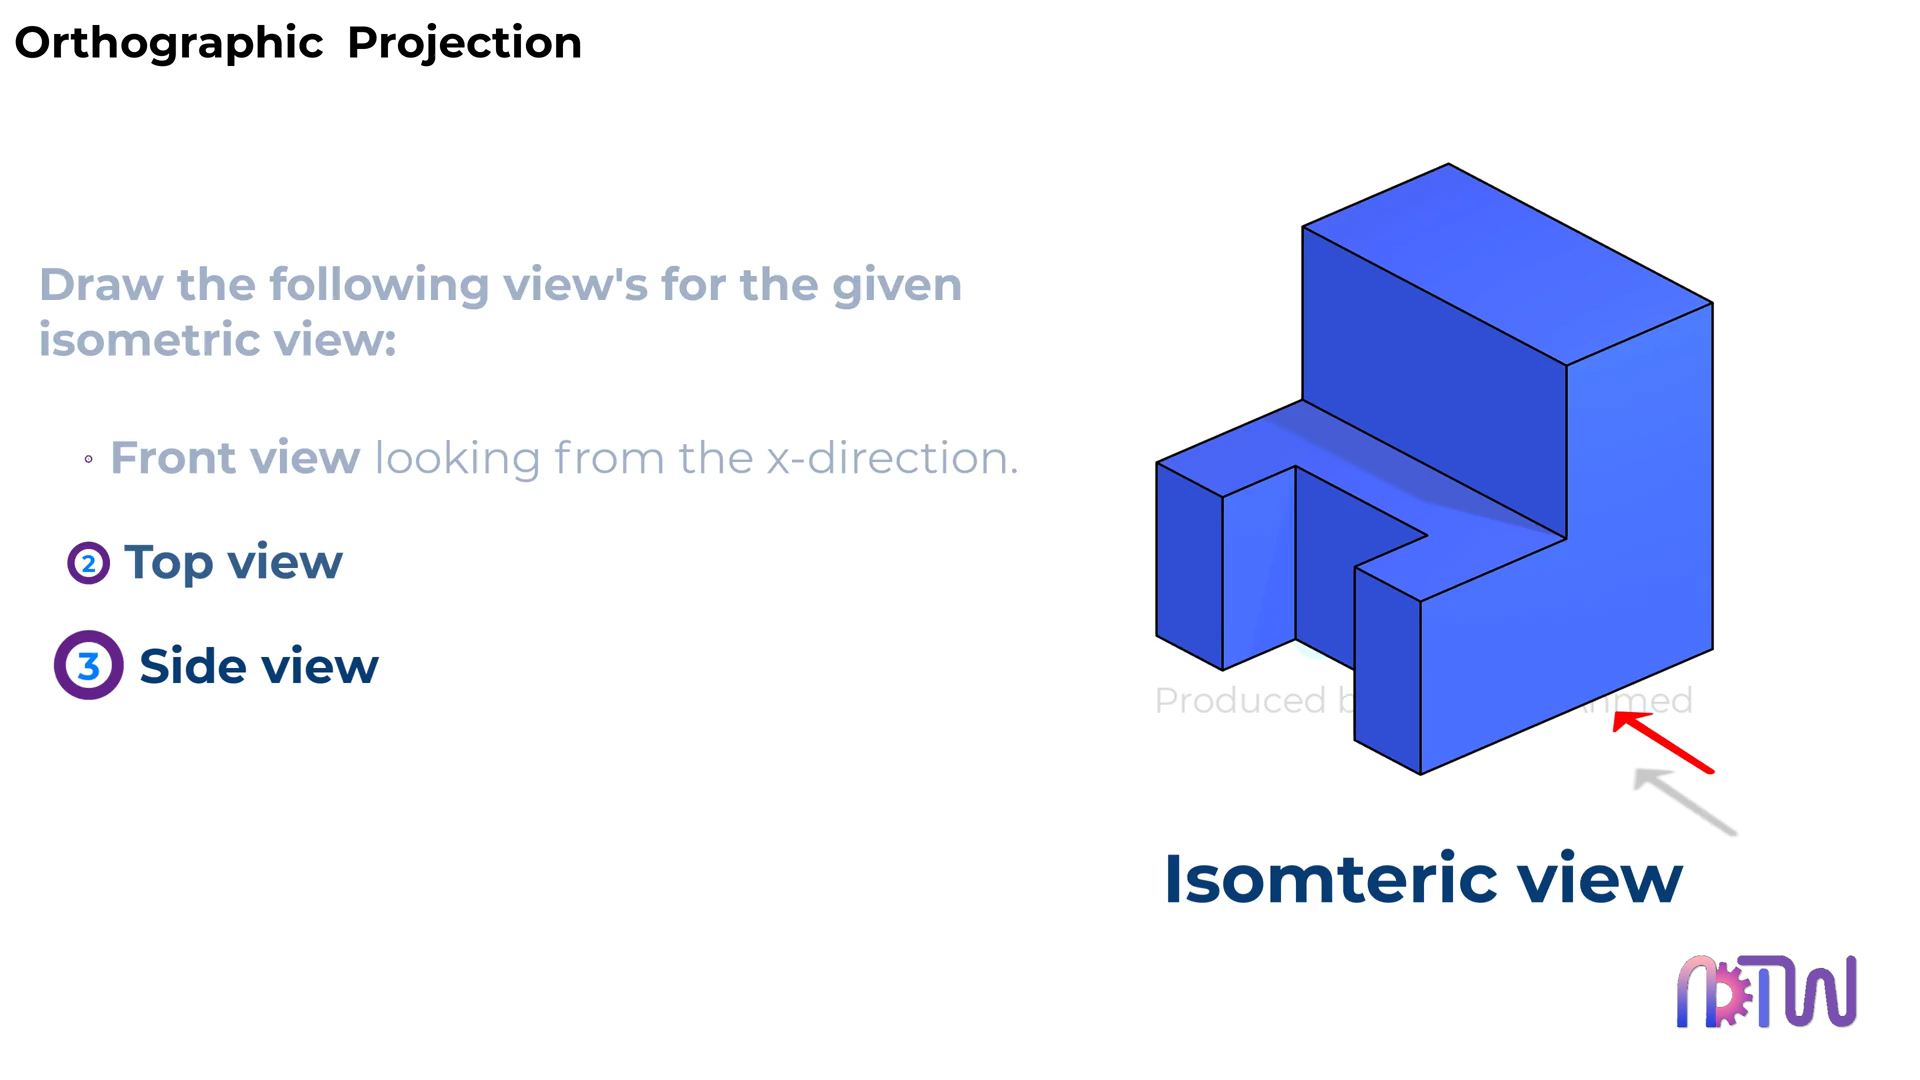 Orthographic Projection
Draw the following view's for the given
isometric view:
Front view looking from the x-direction.
2 Top view
3 Side view
Produced
Isomteric view